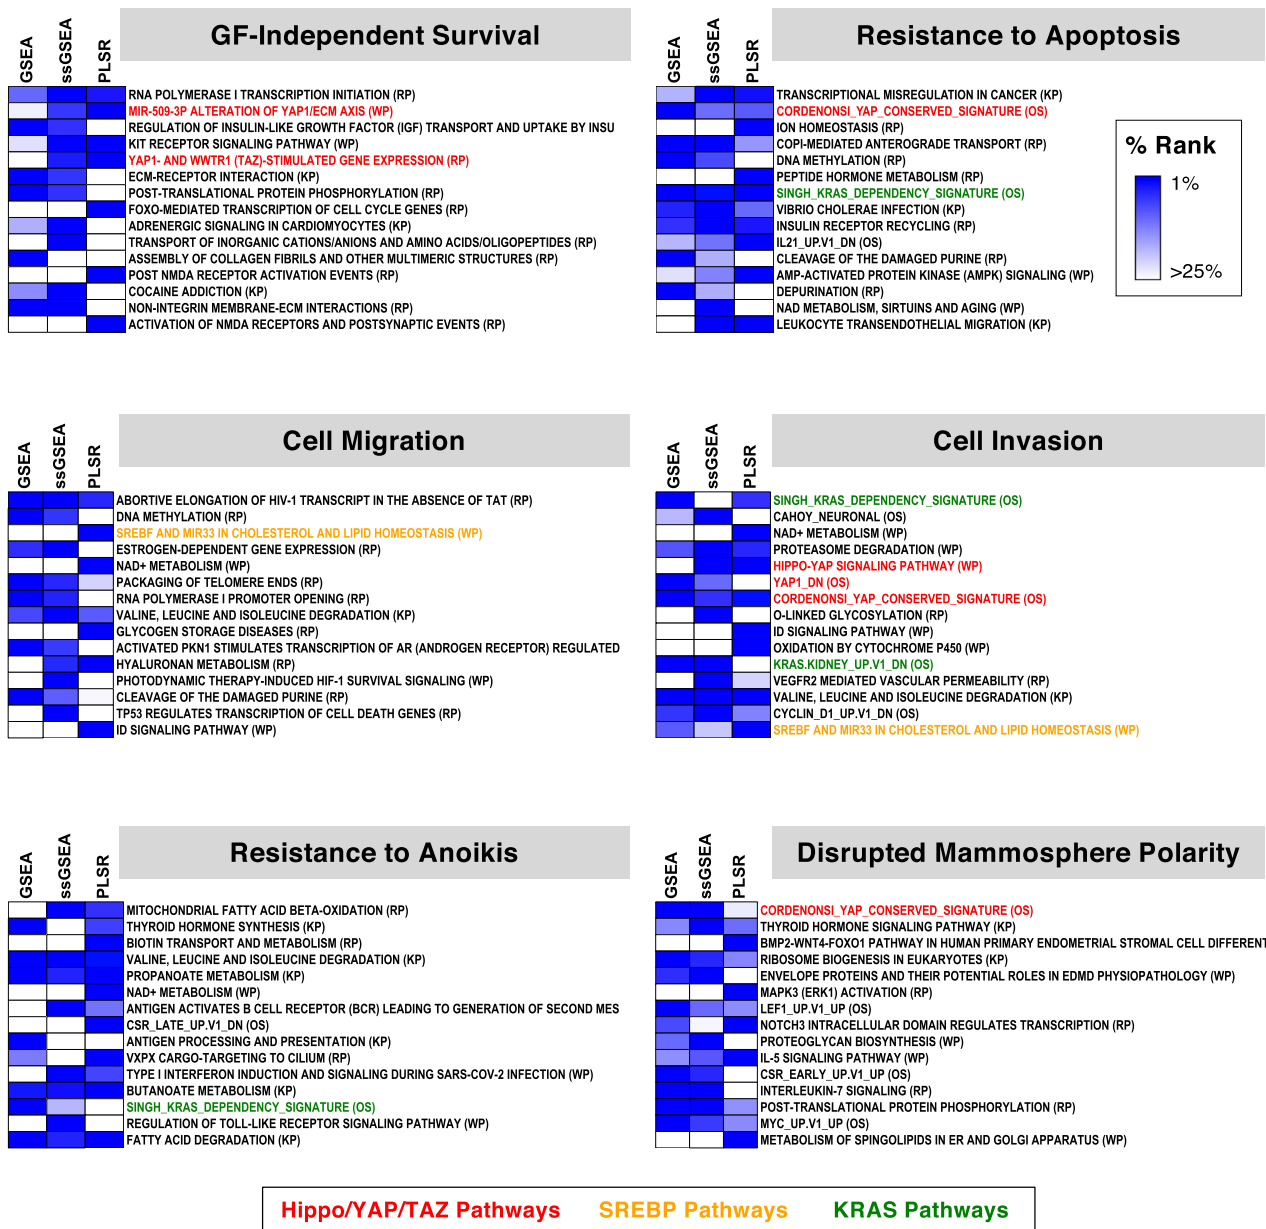 GF-Independent Survival
GSEA
ssGSEA
PLSR
RNA POLYMERASE I TRANSCRIPTION INITIATION (RP)
MIR-509-3P ALTERATION OF YAP1/ECM AXIS (WP)
REGULATION OF INSULIN-LIKE GROWTH FACTOR (IGF) TRANSPORT AND UPTAKE BY INSU
KIT RECEPTOR SIGNALING PATHWAY (WP)
YAP1- AND WWTR1 (TAZ)-STIMULATED GENE EXPRESSION (RP)
ECM-RECEPTOR INTERACTION (KP)
POST-TRANSLATIONAL PROTEIN PHOSPHORYLATION (RP)
FOXO-MEDIATED TRANSCRIPTION OF CELL CYCLE GENES (RP)
ADRENERGIC SIGNALING IN CARDIOMYOCYTES (KP)
TRANSPORT OF INORGANIC CATIONS/ANIONS AND AMINO ACIDS/OLIGOPEPTIDES (RP)
ASSEMBLY OF COLLAGEN FIBRILS AND OTHER MULTIMERIC STRUCTURES (RP)
POST NMDA RECEPTOR ACTIVATION EVENTS (RP)
COCAINE ADDICTION (KP)
NON-INTEGRIN MEMBRANE-ECM INTERACTIONS (RP)
ACTIVATION OF NMDA RECEPTORS AND POSTSYNAPTIC EVENTS (RP)
Resistance to Apoptosis
GSEA
ssGSEA
PLSR
TRANSCRIPTIONAL MISREGULATION IN CANCER (KP)
CORDENONSI_YAP_CONSERVED_SIGNATURE (OS)
ION HOMEOSTASIS (RP)
COPI-MEDIATED ANTEROGRADE TRANSPORT (RP)
DNA METHYLATION (RP)
PEPTIDE HORMONE METABOLISM (RP)
SINGH_KRAS_DEPENDENCY_SIGNATURE (OS)
VIBRIO CHOLERAE INFECTION (KP)
INSULIN RECEPTOR RECYCLING (RP)
IL21_UP.V1_DN (OS)
CLEAVAGE OF THE DAMAGED PURINE (RP)
AMP-ACTIVATED PROTEIN KINASE (AMPK) SIGNALING (WP)
DEPURINATION (RP)
NAD METABOLISM, SIRTUINS AND AGING (WP)
LEUKOCYTE TRANSENDOTHELIAL MIGRATION (KP)
% Rank
1%
>25%
Cell Migration
GSEA
ssGSEA
PLSR
ABORTIVE ELONGATION OF HIV-1 TRANSCRIPT IN THE ABSENCE OF TAT (RP)
DNA METHYLATION (RP)
SREBF AND MIR33 IN CHOLESTEROL AND LIPID HOMEOSTASIS (WP)
ESTROGEN-DEPENDENT GENE EXPRESSION (RP)
NAD+ METABOLISM (WP)
PACKAGING OF TELOMERE ENDS (RP)
RNA POLYMERASE I PROMOTER OPENING (RP)
VALINE, LEUCINE AND ISOLEUCINE DEGRADATION (KP)
GLYCOGEN STORAGE DISEASES (RP)
ACTIVATED PKN1 STIMULATES TRANSCRIPTION OF AR (ANDROGEN RECEPTOR) REGULATED
HYALURONAN METABOLISM (RP)
PHOTODYNAMIC THERAPY-INDUCED HIF-1 SURVIVAL SIGNALING (WP)
CLEAVAGE OF THE DAMAGED PURINE (RP)
TP53 REGULATES TRANSCRIPTION OF CELL DEATH GENES (RP)
ID SIGNALING PATHWAY (WP)
Cell Invasion
GSEA
ssGSEA
PLSR
SINGH_KRAS_DEPENDENCY_SIGNATURE (OS)
CAHOY_NEURONAL (OS)
NAD+ METABOLISM (WP)
PROTEASOME DEGRADATION (WP)
HIPPO-YAP SIGNALING PATHWAY (WP)
YAP1_DN (OS)
CORDENONSI_YAP_CONSERVED_SIGNATURE (OS)
O-LINKED GLYCOSYLATION (RP)
ID SIGNALING PATHWAY (WP)
OXIDATION BY CYTOCHROME P450 (WP)
KRAS.KIDNEY_UP.V1_DN (OS)
VEGFR2 MEDIATED VASCULAR PERMEABILITY (RP)
VALINE, LEUCINE AND ISOLEUCINE DEGRADATION (KP)
CYCLIN_D1_UP.V1_DN (OS)
SREBF AND MIR33 IN CHOLESTEROL AND LIPID HOMEOSTASIS (WP)
Resistance to Anoikis
GSEA
ssGSEA
PLSR
MITOCHONDRIAL FATTY ACID BETA-OXIDATION (RP)
THYROID HORMONE SYNTHESIS (KP)
BIOTIN TRANSPORT AND METABOLISM (RP)
VALINE, LEUCINE AND ISOLEUCINE DEGRADATION (KP)
PROPANOATE METABOLISM (KP)
NAD+ METABOLISM (WP)
ANTIGEN ACTIVATES B CELL RECEPTOR (BCR) LEADING TO GENERATION OF SECOND MES
CSR_LATE_UP.V1_DN (OS)
ANTIGEN PROCESSING AND PRESENTATION (KP)
VXPX CARGO-TARGETING TO CILIUM (RP)
TYPE I INTERFERON INDUCTION AND SIGNALING DURING SARS-COV-2 INFECTION (WP)
BUTANOATE METABOLISM (KP)
SINGH_KRAS_DEPENDENCY_SIGNATURE (OS)
REGULATION OF TOLL-LIKE RECEPTOR SIGNALING PATHWAY (WP)
FATTY ACID DEGRADATION (KP)
Disrupted Mammosphere Polarity
GSEA
ssGSEA
PLSR
CORDENONSI_YAP_CONSERVED_SIGNATURE (OS)
THYROID HORMONE SIGNALING PATHWAY (KP)
BMP2-WNT4-FOXO1 PATHWAY IN HUMAN PRIMARY ENDOMETRIAL STROMAL CELL DIFFERENT
RIBOSOME BIOGENESIS IN EUKARYOTES (KP)
ENVELOPE PROTEINS AND THEIR POTENTIAL ROLES IN EDMD PHYSIOPATHOLOGY (WP)
MAPK3 (ERK1) ACTIVATION (RP)
LEF1_UP.V1_UP (OS)
NOTCH3 INTRACELLULAR DOMAIN REGULATES TRANSCRIPTION (RP)
PROTEOGLYCAN BIOSYNTHESIS (WP)
IL-5 SIGNALING PATHWAY (WP)
CSR_EARLY_UP.V1_UP (OS)
INTERLEUKIN-7 SIGNALING (RP)
POST-TRANSLATIONAL PROTEIN PHOSPHORYLATION (RP)
MYC_UP.V1_UP (OS)
METABOLISM OF SPINGOLIPIDS IN ER AND GOLGI APPARATUS (WP)
Hippo/YAP/TAZ Pathways
SREBP Pathways
KRAS Pathways